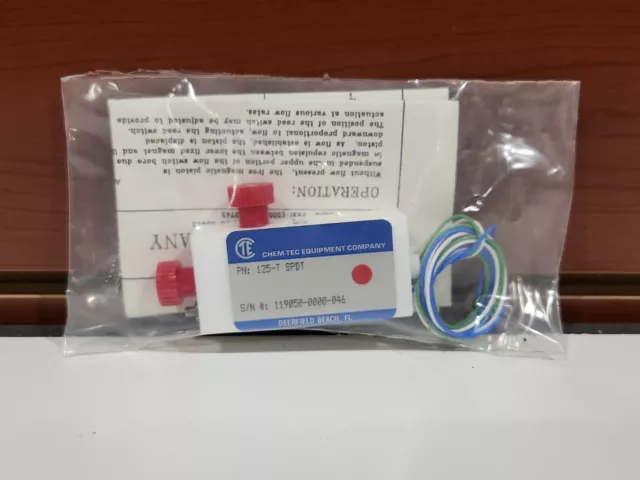 PANY
OPERATION:
Without flow present, the free magnetic piston is
suspended in the upper portion of the flow switch bore due
magnetic repulsion between the lower fixed magnet and
piston. As flow is established, the piston is displaced
downward proportional to flow, actuating the reed switch.
The position of the reed switch may be adjusted to provide
actuation at various flow rates.
CTE CHEM TEC EQUIPMENT COMPANY
PN: 125-T SPDT
S/N #: 119050-0000-046
DEERFIELD BEACH, FL